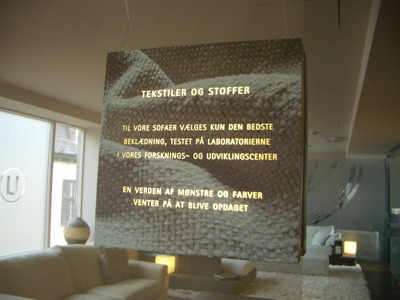 TEKSTILER OG STOFFER
TIL VORE SOFAER VÆLGES KUN DEN BEDSTE
BEKLÆDNING, TESTET PÅ LABORATORIERNE
I VORES FORSKNINGS- OG UDVIKLINGSCENTER
EN VERDEN AF MØNSTRE OG FARVER
VENTER PÅ AT BLIVE OPDAGET
U